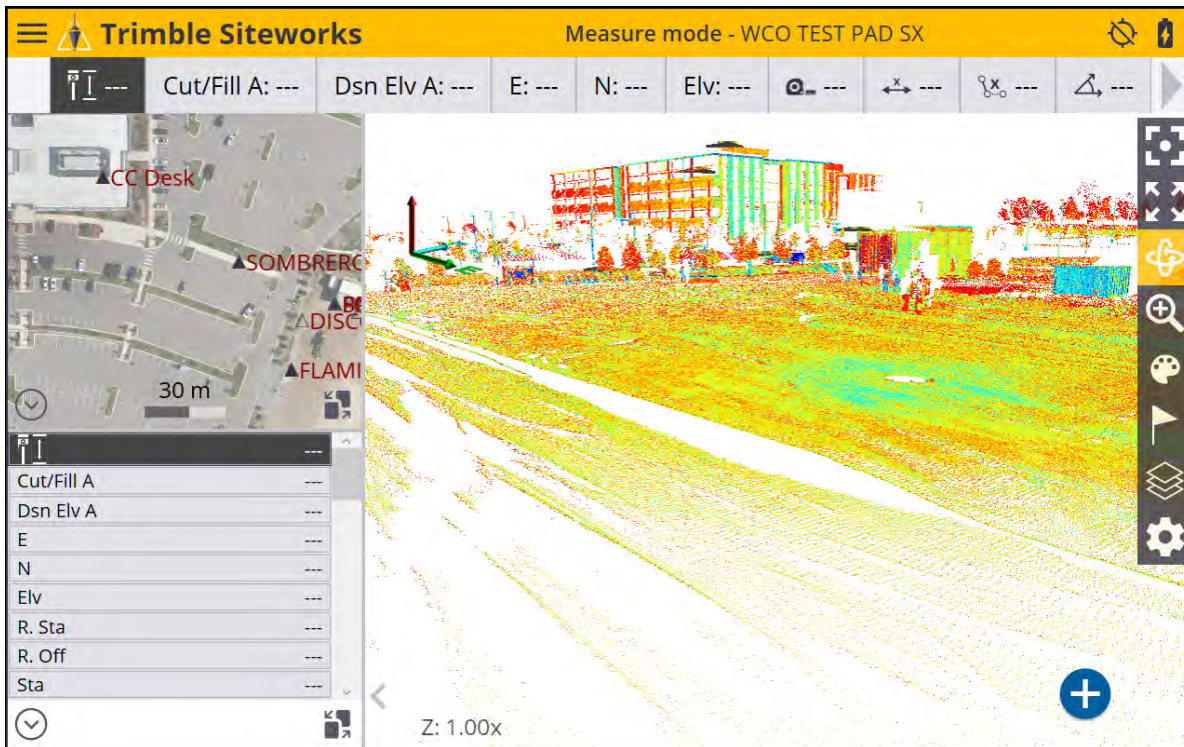 Trimble Siteworks
Measure mode - WCO TEST PAD SX
--- Cut/Fill A: --- Dsn Elv A: --- E: --- N: --- Elv: --- --- --- --- ---
CC Desk
SOMBRERO
DISC
FLAMI
30 m
---
Cut/Fill A ---
Dsn Elv A ---
E ---
N ---
Elv ---
R. Sta ---
R. Off ---
Sta ---
Z: 1.00x